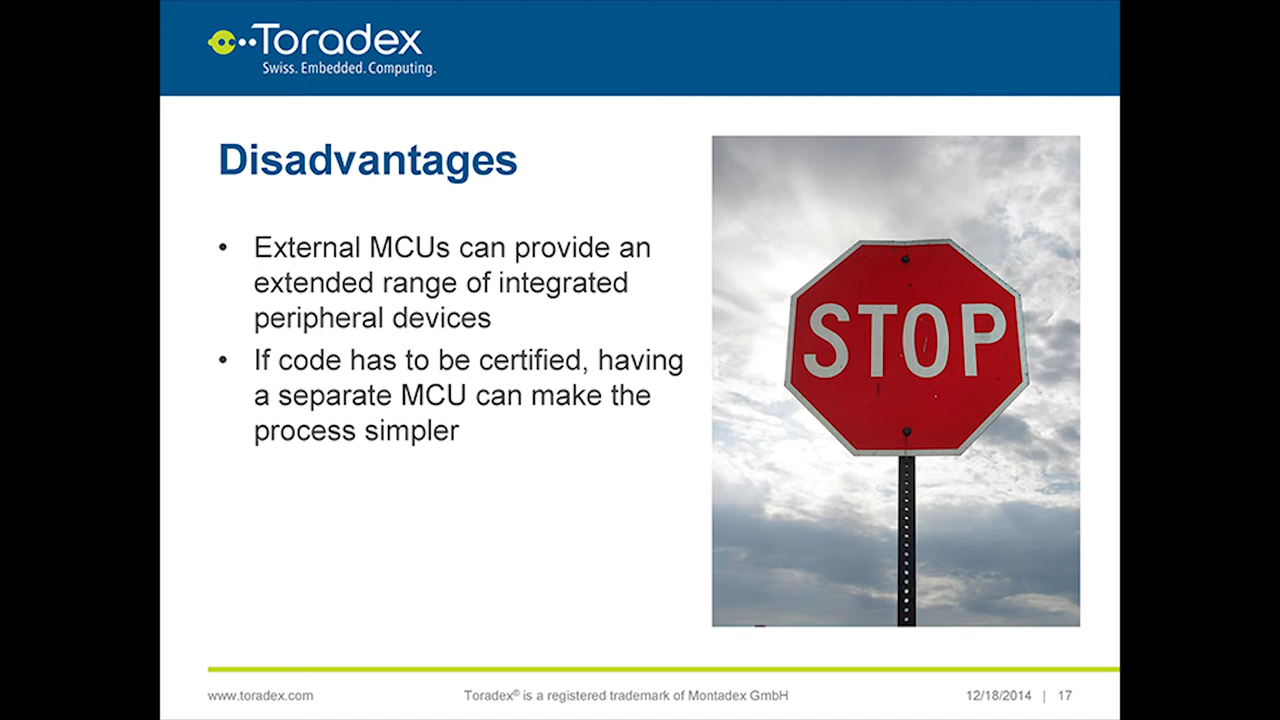 Toradex
Swiss. Embedded. Computing.
Disadvantages
• External MCUs can provide an
extended range of integrated
peripheral devices
• If code has to be certified, having
a separate MCU can make the
process simpler
STOP
www.toradex.com
Toradex® is a registered trademark of Montadex GmbH
12/18/2014 | 17